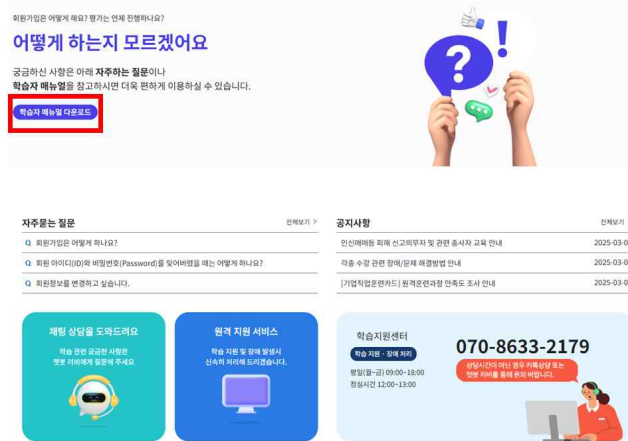 회원가입은 어떻게 해요? 평가는 언제 진행하나요?
어떻게 하는지 모르겠어요
궁금하신 사항은 아래 자주하는 질문이나
학습자 매뉴얼을 참고하시면 더욱 편하게 이용하실 수 있습니다.
학습자 매뉴얼 다운로드
자주묻는 질문 전체보기 >
Q 회원가입은 어떻게 하나요?
Q 회원 아이디(ID)와 비밀번호(Password)를 잊어버렸을 때는 어떻게 하나요?
Q 회원정보를 변경하고 싶습니다.
공지사항 전체보기
인신매매등 피해 신고의무자 및 관련 종사자 교육 안내 2025-03-0
각종 수강 관련 장애/문제 해결방법 안내 2025-03-0
[기업직업훈련카드] 원격훈련과정 만족도 조사 안내 2025-03-0
채팅 상담을 도와드려요
학습 관련 궁금한 사항은
챗봇 러비에게 질문해 주세요
원격 지원 서비스
학습 지원 및 장애 발생시
신속히 처리해 드리겠습니다.
학습지원센터
학습 지원 · 장애 처리
평일(월~금) 09:00~18:00
점심시간 12:00~13:00
070-8633-2179
상담시간이 아닌 경우 카톡상담 또는
챗봇 러비를 통해 문의 바랍니다.